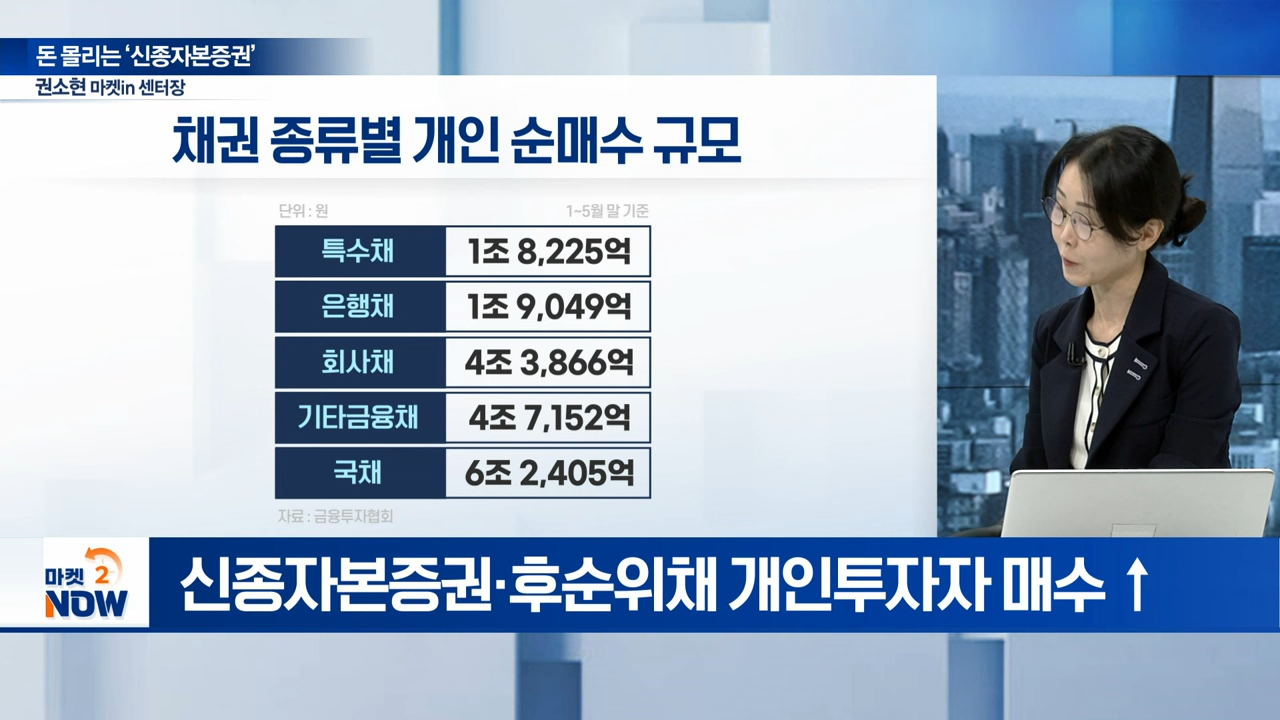 돈 몰리는 ‘신종자본증권’
권소현 마켓in 센터장
채권 종류별 개인 순매수 규모
단위 : 원 1~5월 말 기준
특수채 1조 8,225억
은행채 1조 9,049억
회사채 4조 3,866억
기타금융채 4조 7,152억
국채 6조 2,405억
자료 : 금융투자협회
마켓 2
NOW
신종자본증권·후순위채 개인투자자 매수 ↑